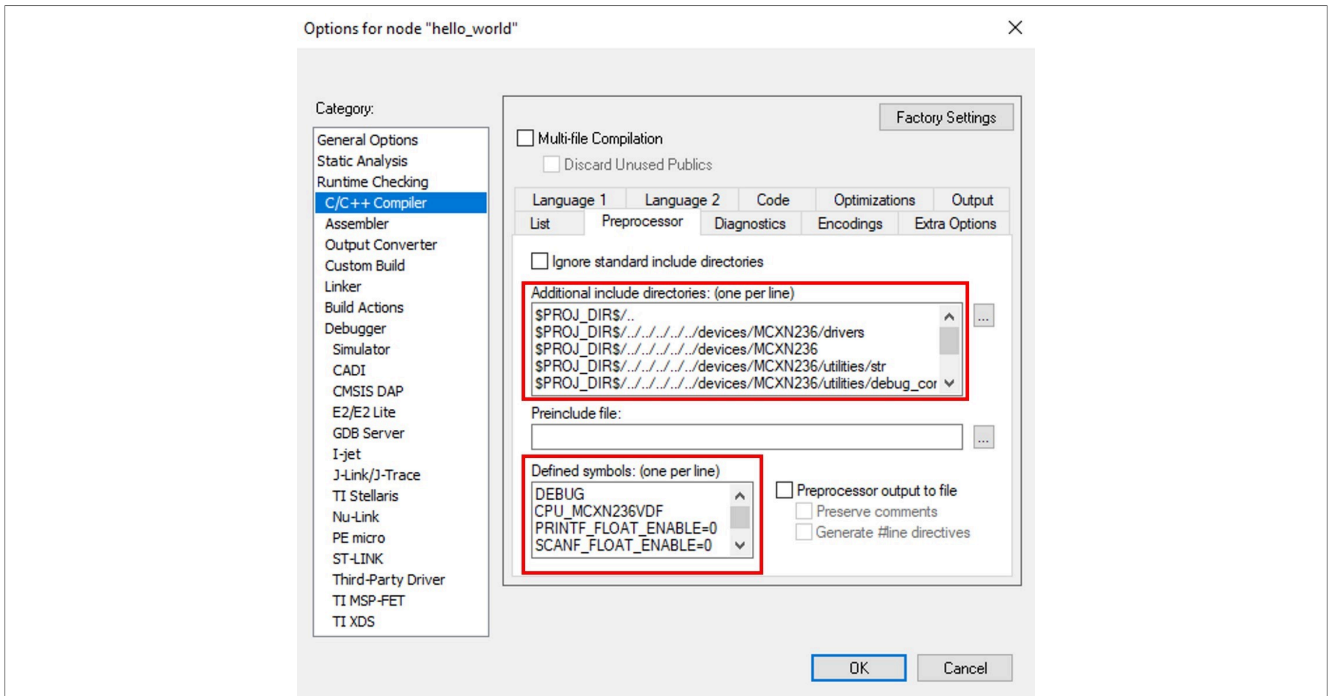 Options for node "hello_world"
Category:
General Options
Static Analysis
Runtime Checking
C/C++ Compiler
Assembler
Output Converter
Custom Build
Linker
Build Actions
Debugger
Simulator
CADI
CMSIS DAP
E2/E2 Lite
GDB Server
I-jet
J-Link/J-Trace
TI Stellaris
Nu-Link
PE micro
ST-LINK
Third-Party Driver
TI MSP-FET
TI XDS
Factory Settings
Multi-file Compilation
Discard Unused Publics
Language 1 Language 2 Code Optimizations Output
List Preprocessor Diagnostics Encodings Extra Options
Ignore standard include directories
Additional include directories: (one per line)
$PROJ_DIR$/..
$PROJ_DIR$/../../../../../devices/MCXN236/drivers
$PROJ_DIR$/../../../../../devices/MCXN236
$PROJ_DIR$/../../../../../devices/MCXN236/utilities/str
$PROJ_DIR$/../../../../../devices/MCXN236/utilities/debug_cor
...
Preinclude file:
...
Defined symbols: (one per line)
DEBUG
CPU_MCXN236VDF
PRINTF_FLOAT_ENABLE=0
SCANF_FLOAT_ENABLE=0
Preprocessor output to file
Preserve comments
Generate #line directives
OK Cancel